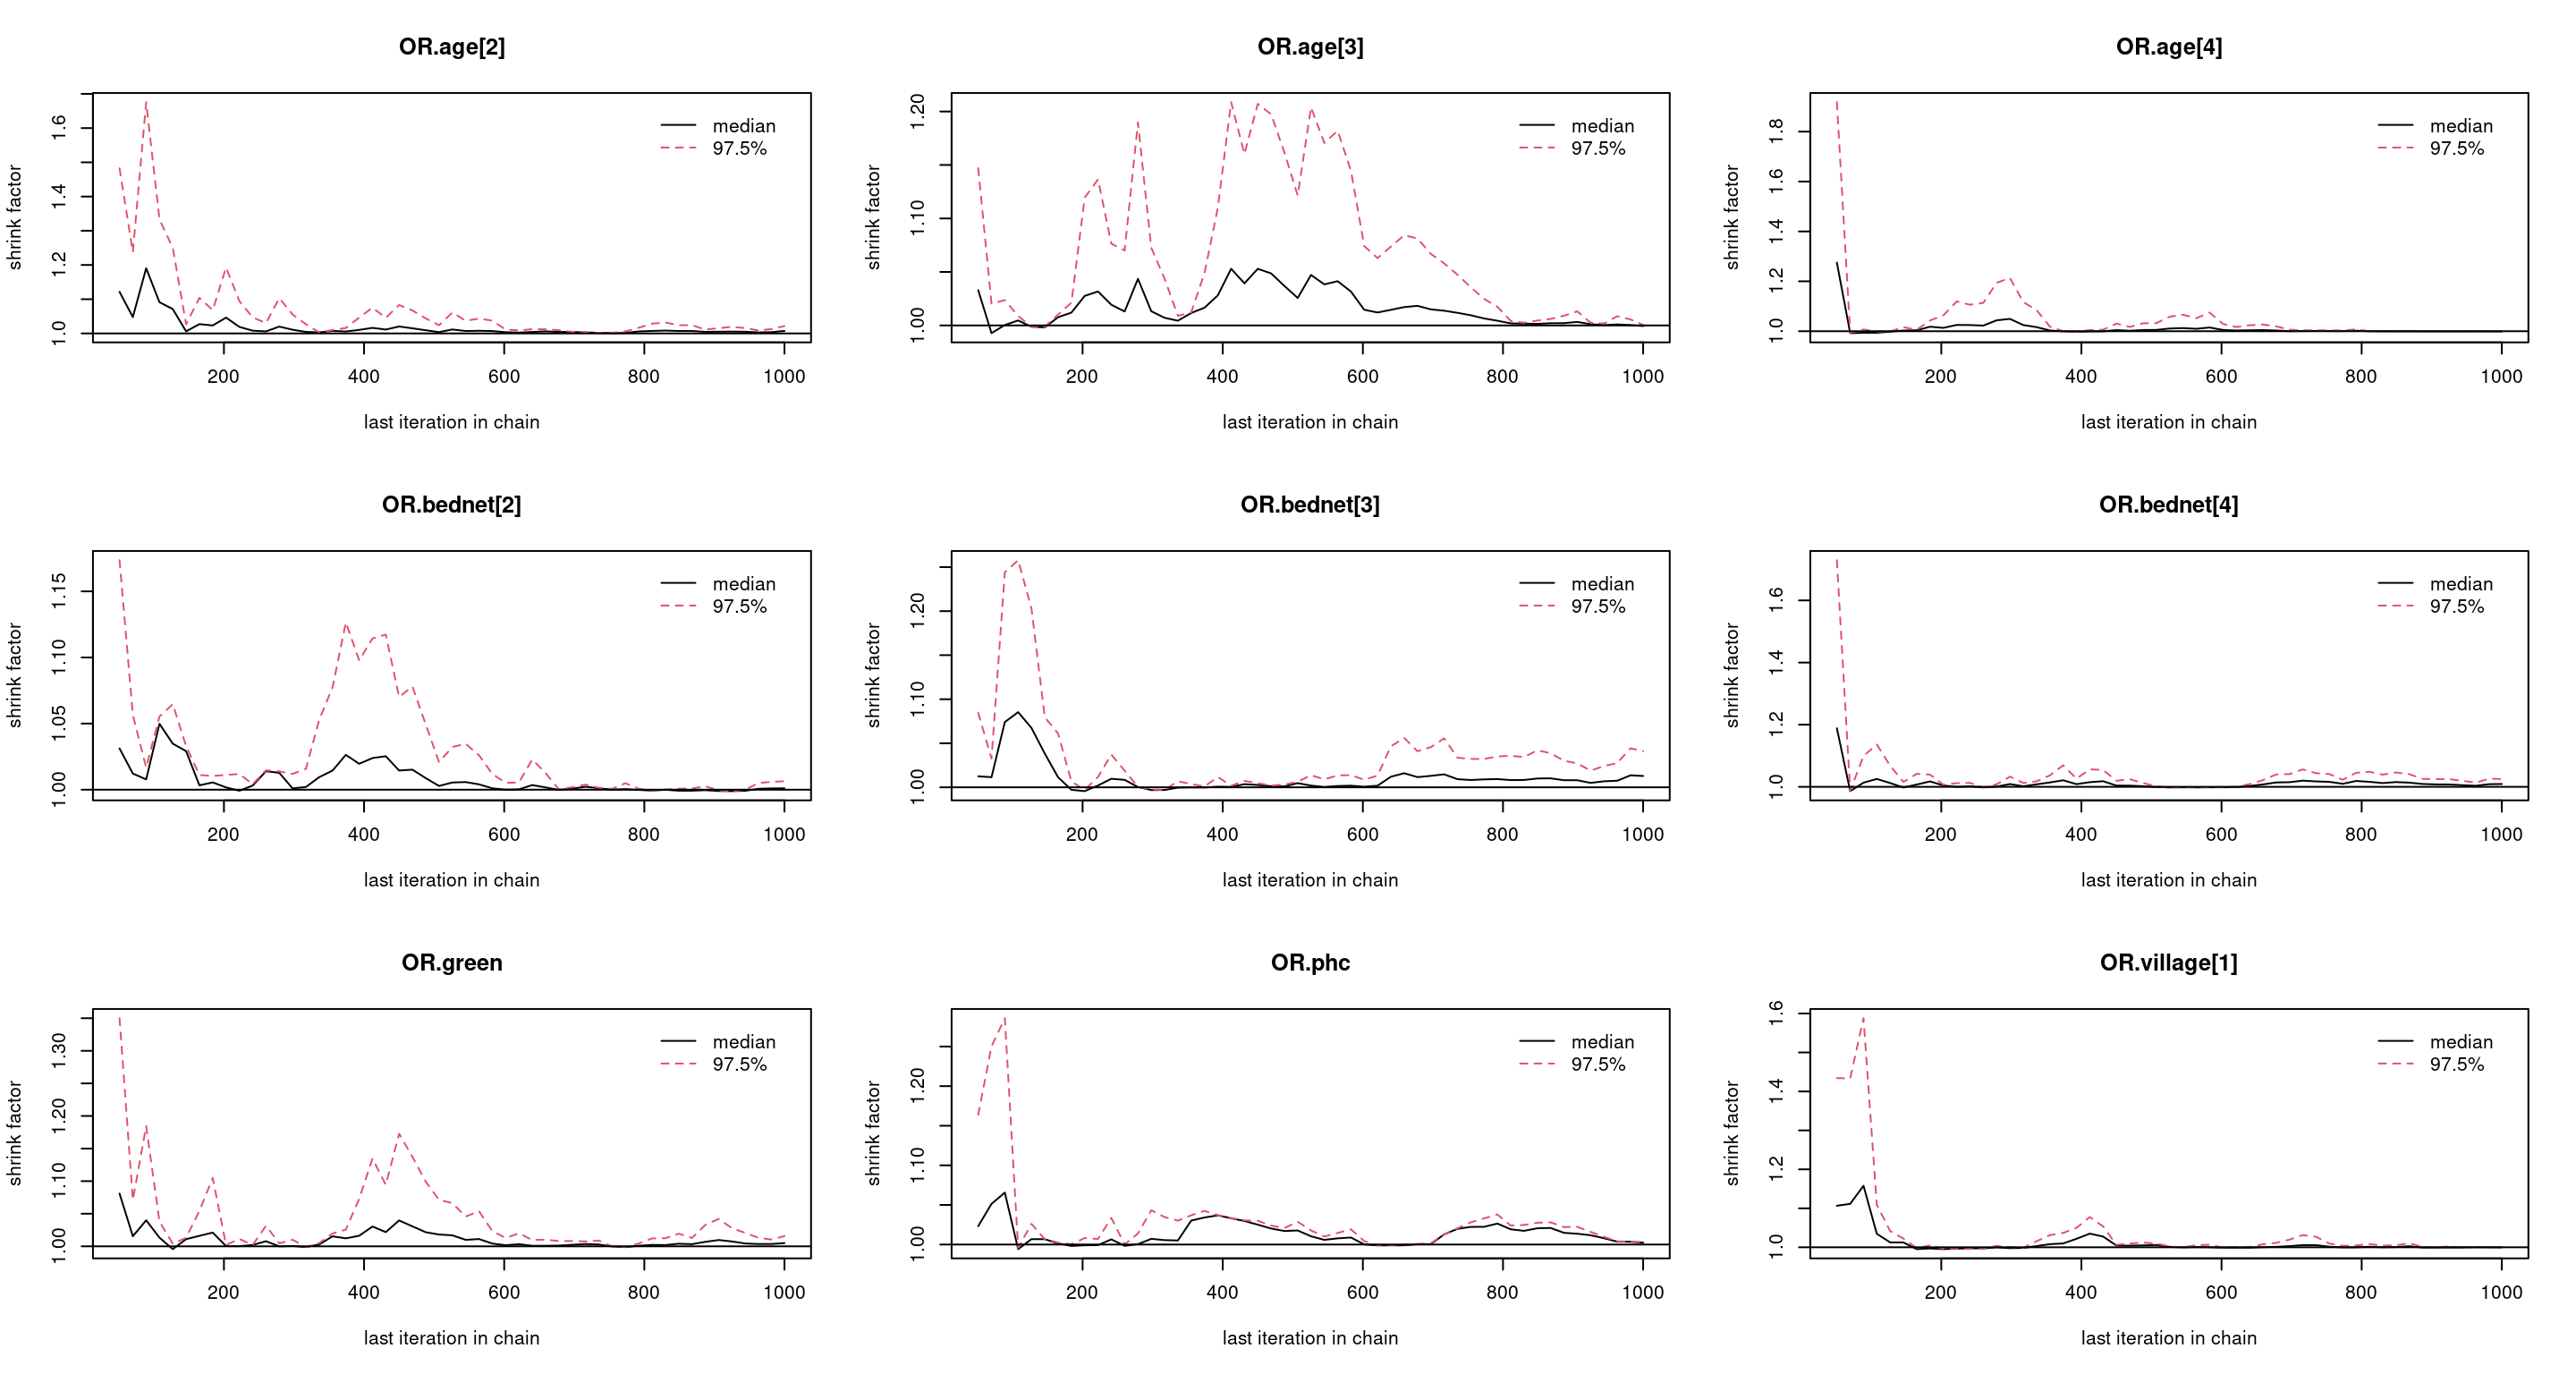 OR.age[2]
shrink factor
1.0 1.2 1.4 1.6
median
97.5%
200 400 600 800 1000
last iteration in chain
OR.age[3]
shrink factor
1.00 1.10 1.20
median
97.5%
200 400 600 800 1000
last iteration in chain
OR.age[4]
shrink factor
1.0 1.2 1.4 1.6 1.8
median
97.5%
200 400 600 800 1000
last iteration in chain
OR.bednet[2]
shrink factor
1.00 1.05 1.10 1.15
median
97.5%
200 400 600 800 1000
last iteration in chain
OR.bednet[3]
shrink factor
1.00 1.10 1.20
median
97.5%
200 400 600 800 1000
last iteration in chain
OR.bednet[4]
shrink factor
1.0 1.2 1.4 1.6
median
97.5%
200 400 600 800 1000
last iteration in chain
OR.green
shrink factor
1.00 1.10 1.20 1.30
median
97.5%
200 400 600 800 1000
last iteration in chain
OR.phc
shrink factor
1.00 1.10 1.20
median
97.5%
200 400 600 800 1000
last iteration in chain
OR.village[1]
shrink factor
1.0 1.2 1.4 1.6
median
97.5%
200 400 600 800 1000
last iteration in chain